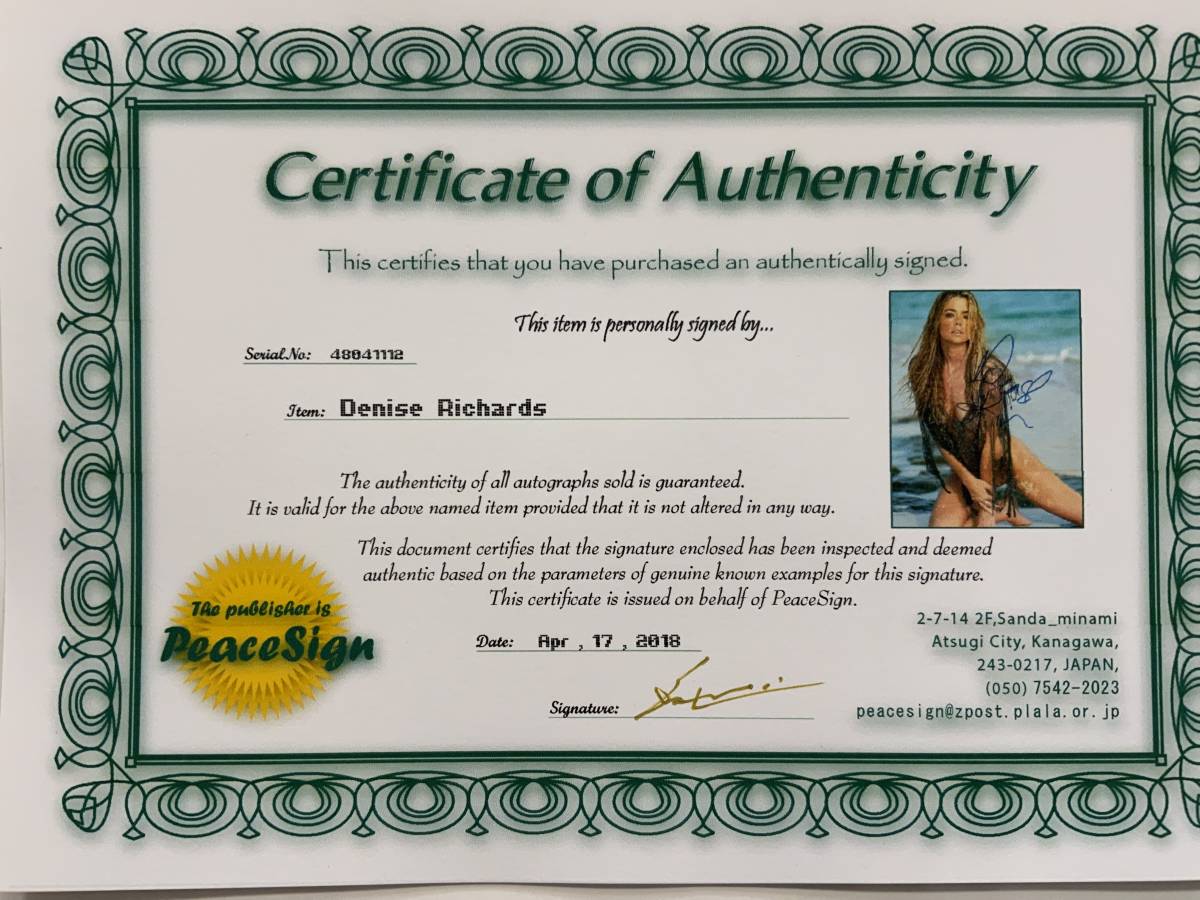 Certificate of Authenticity
This certifies that you have purchased an authentically signed.
This item is personally signed by...
Serial.No: 48041112
Item: Denise Richards
The authenticity of all autographs sold is guaranteed.
It is valid for the above named item provided that it is not altered in any way.
This document certifies that the signature enclosed has been inspected and deemed
authentic based on the parameters of genuine known examples for this signature.
This certificate is issued on behalf of PeaceSign.
The publisher is
PeaceSign
Date: Apr , 17 , 2018
Signature:
2-7-14 2F,Sanda_minami
Atsugi City, Kanagawa,
243-0217, JAPAN,
(050) 7542-2023
peacesign@zpost.plala.or.jp